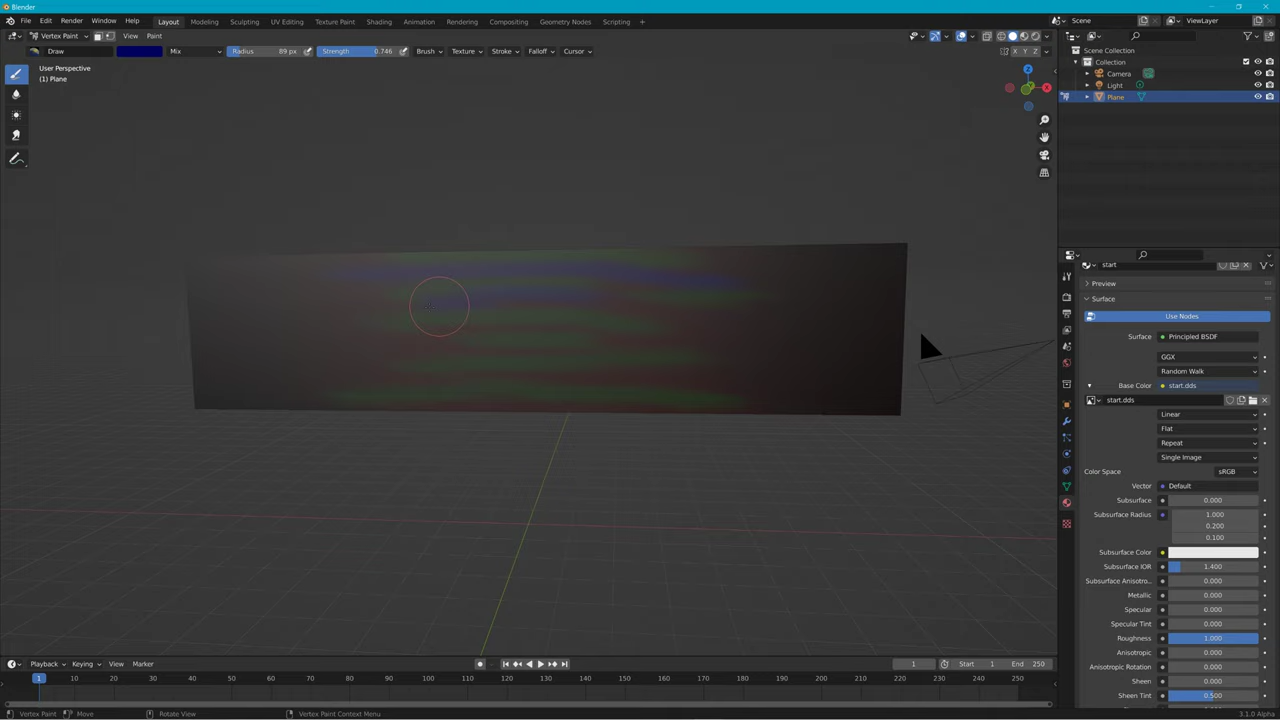 Blender
File Edit Render Window Help Layout Modeling Sculpting UV Editing Texture Paint Shading Animation Rendering Compositing Geometry Nodes Scripting + Scene ViewLayer
Vertex Paint View Paint
Draw Mix Radius 89 px Strength 0.746 Brush Texture Stroke Falloff Cursor X Y Z
User Perspective
(1) Plane
Z
X
Scene Collection
Collection
Camera
Light
Plane
start
Preview
Surface
Use Nodes
Surface Principled BSDF
GGX
Random Walk
Base Color start.dds
start.dds
Linear
Flat
Repeat
Single Image
Color Space sRGB
Vector Default
Subsurface 0.000
Subsurface Radius 1.000
0.200
0.100
Subsurface Color
Subsurface IOR 1.400
Subsurface Anisotro... 0.000
Metallic 0.000
Specular 0.000
Specular Tint 0.000
Roughness 1.000
Anisotropic 0.000
Anisotropic Rotation 0.000
Sheen 0.000
Sheen Tint 0.500
Playback Keying View Marker 1 Start 1 End 250
1 10 20 30 40 50 60 70 80 90 100 110 120 130 140 150 160 170 180 190 200 210 220 230 240 250
Vertex Paint Move Rotate View Vertex Paint Context Menu 3.1.0 Alpha